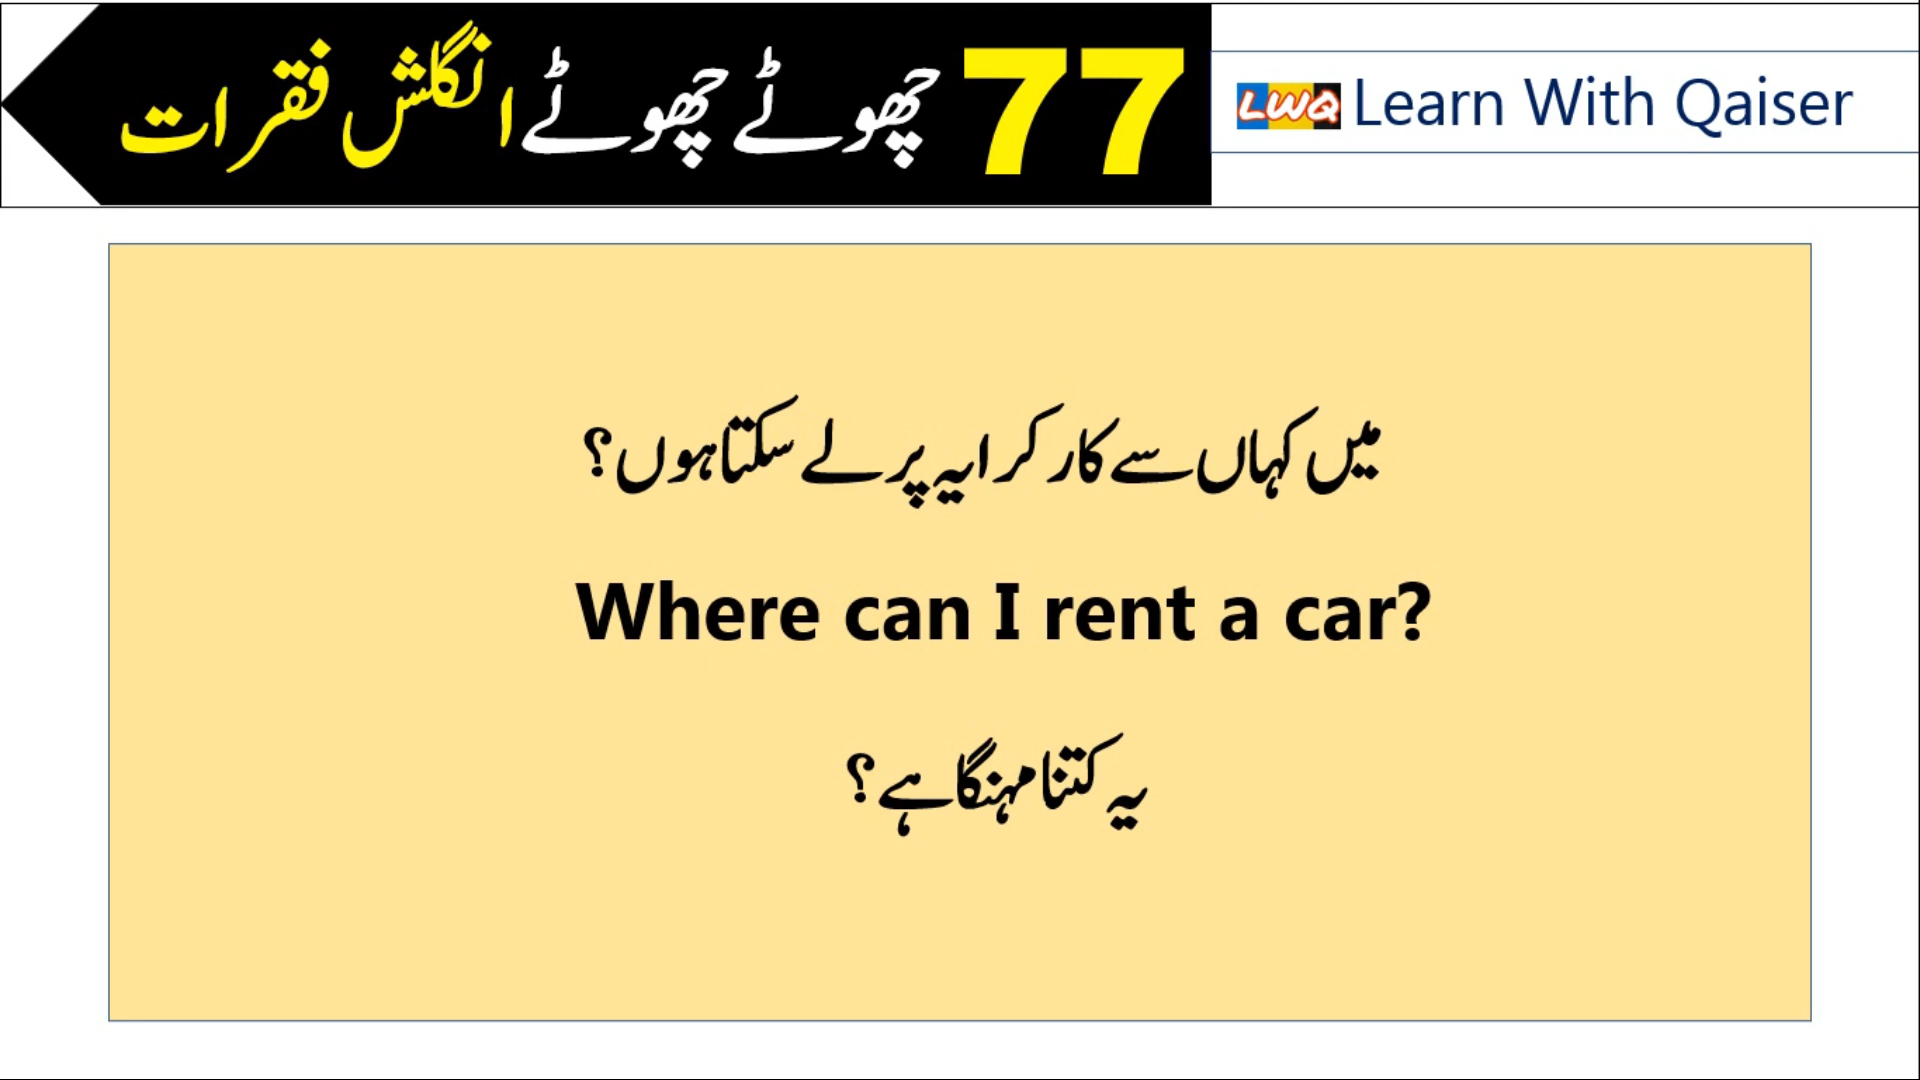 77 چھوٹے چھوٹے انگلش فقرات
LWQ Learn With Qaiser
میں کہاں سے کار کرایہ پر لے سکتا ہوں؟
Where can I rent a car?
یہ کتنا مہنگا ہے؟